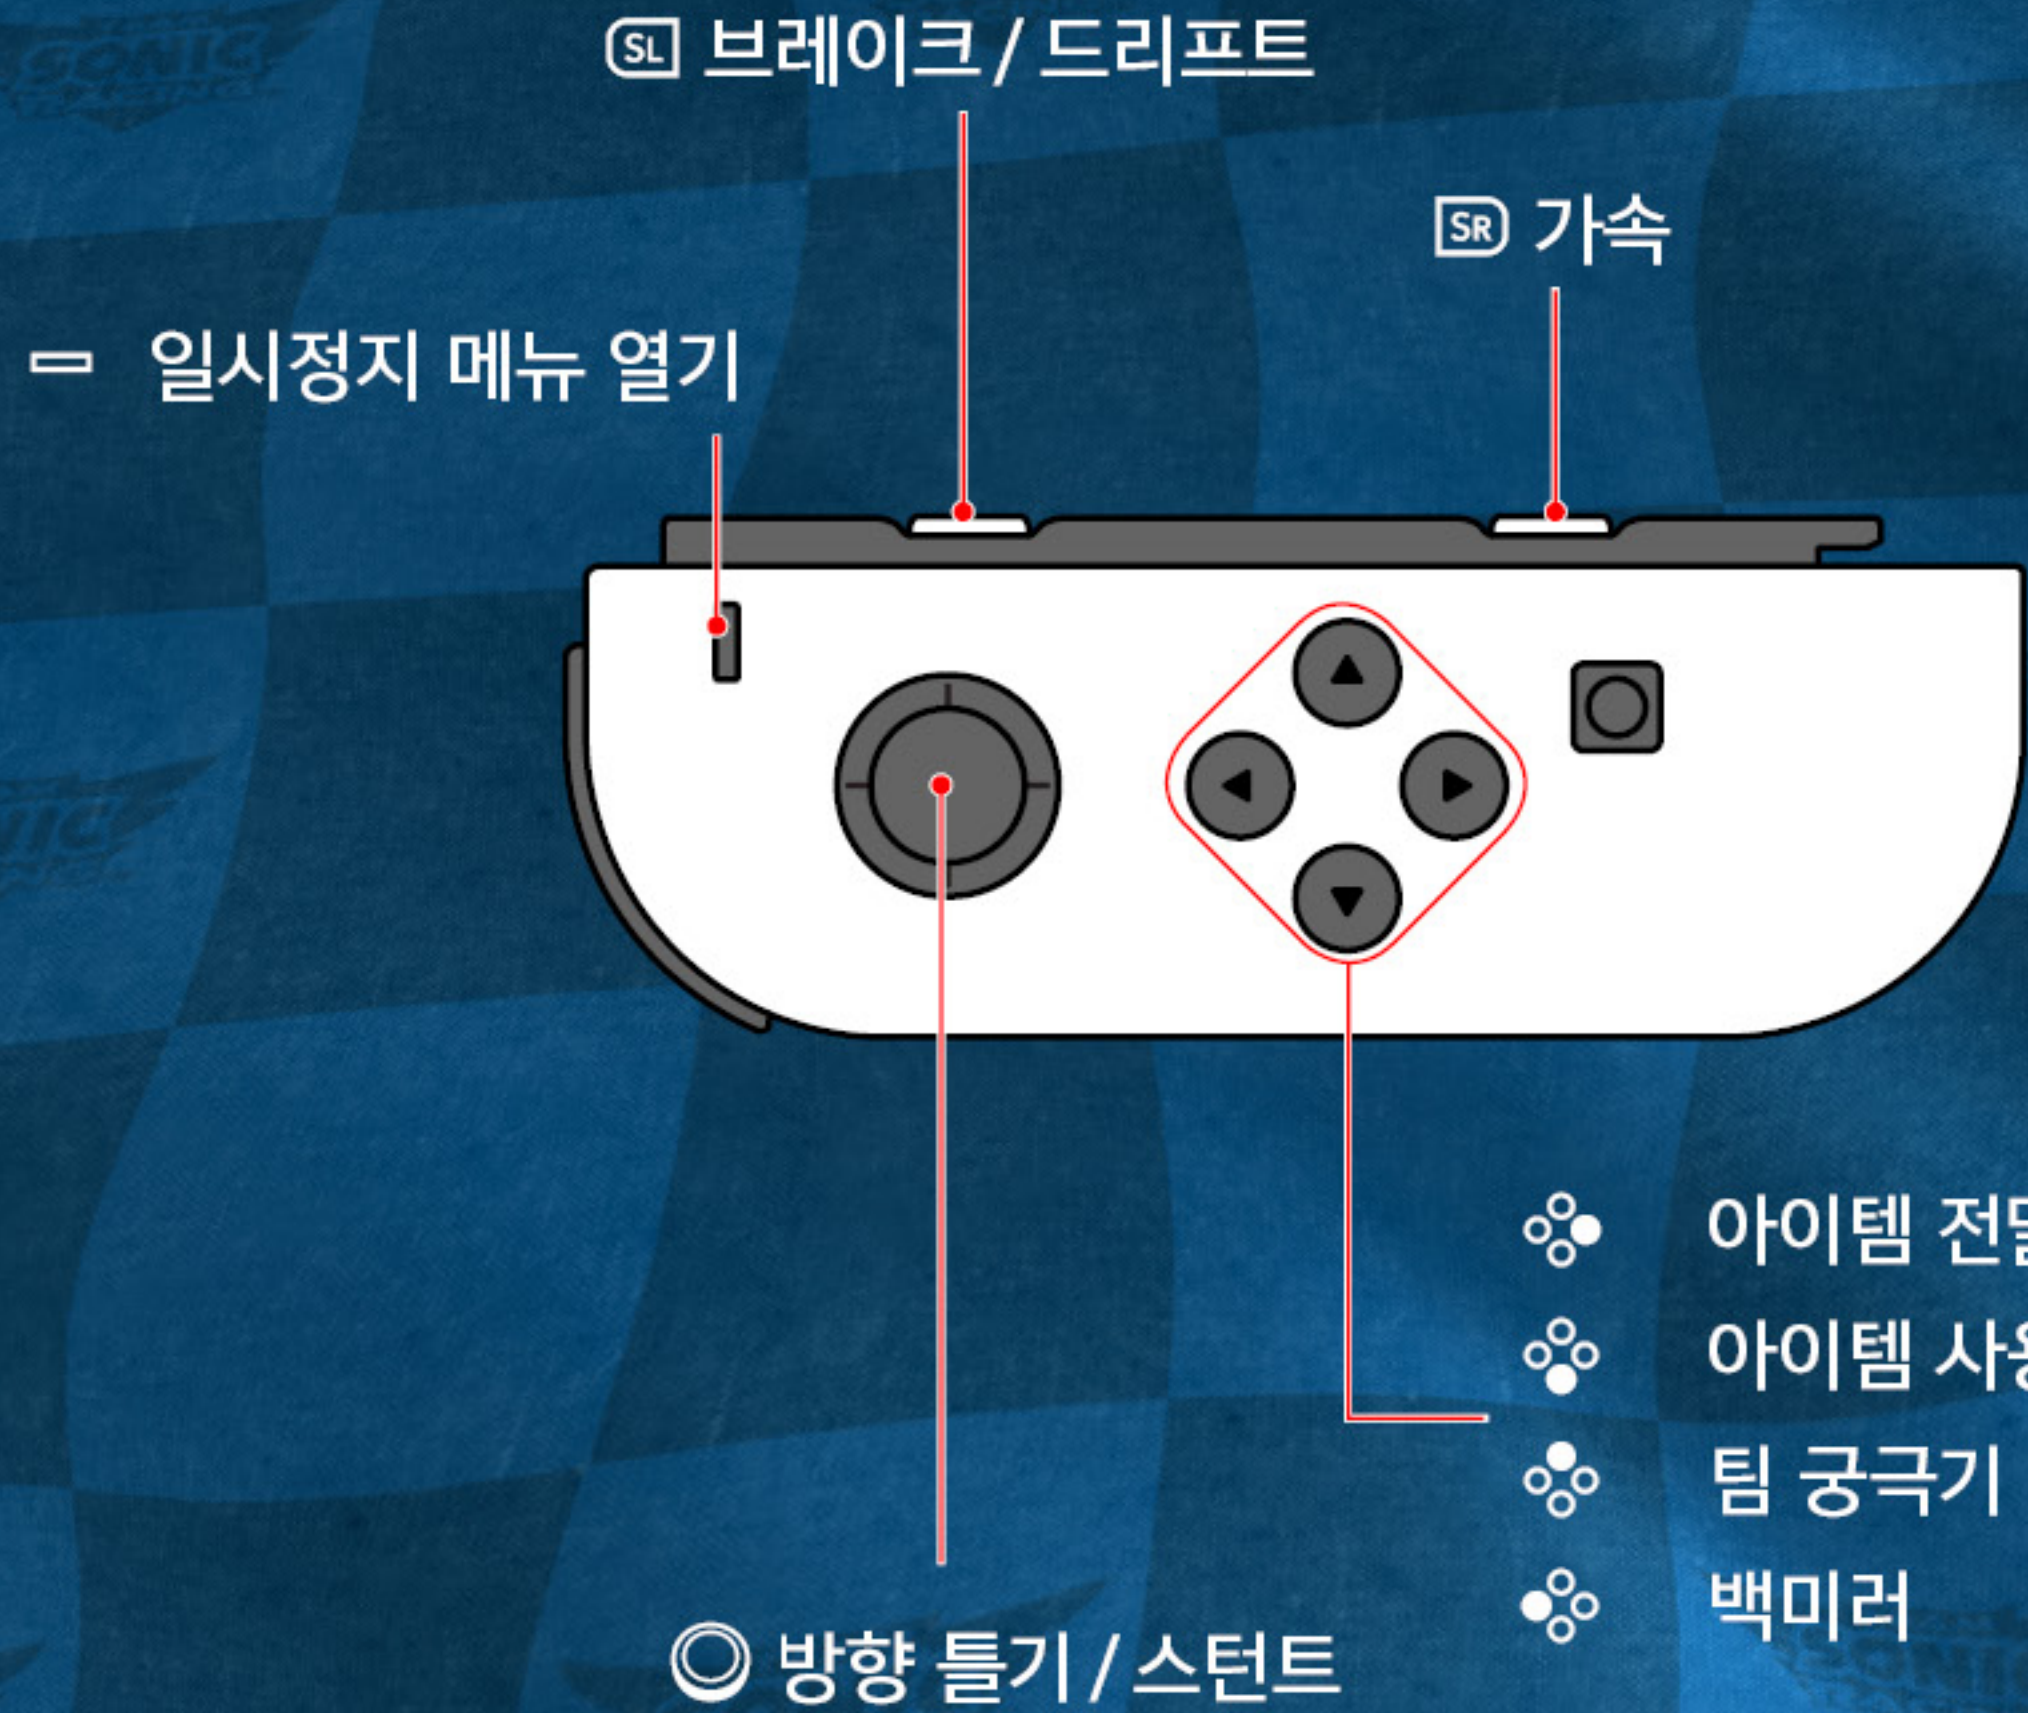 SL 브레이크 / 드리프트
SR 가속
일시정지 메뉴 열기
아이템
아이템
팀 궁극기
백미러
방향 틀기 / 스턴트
SONIC